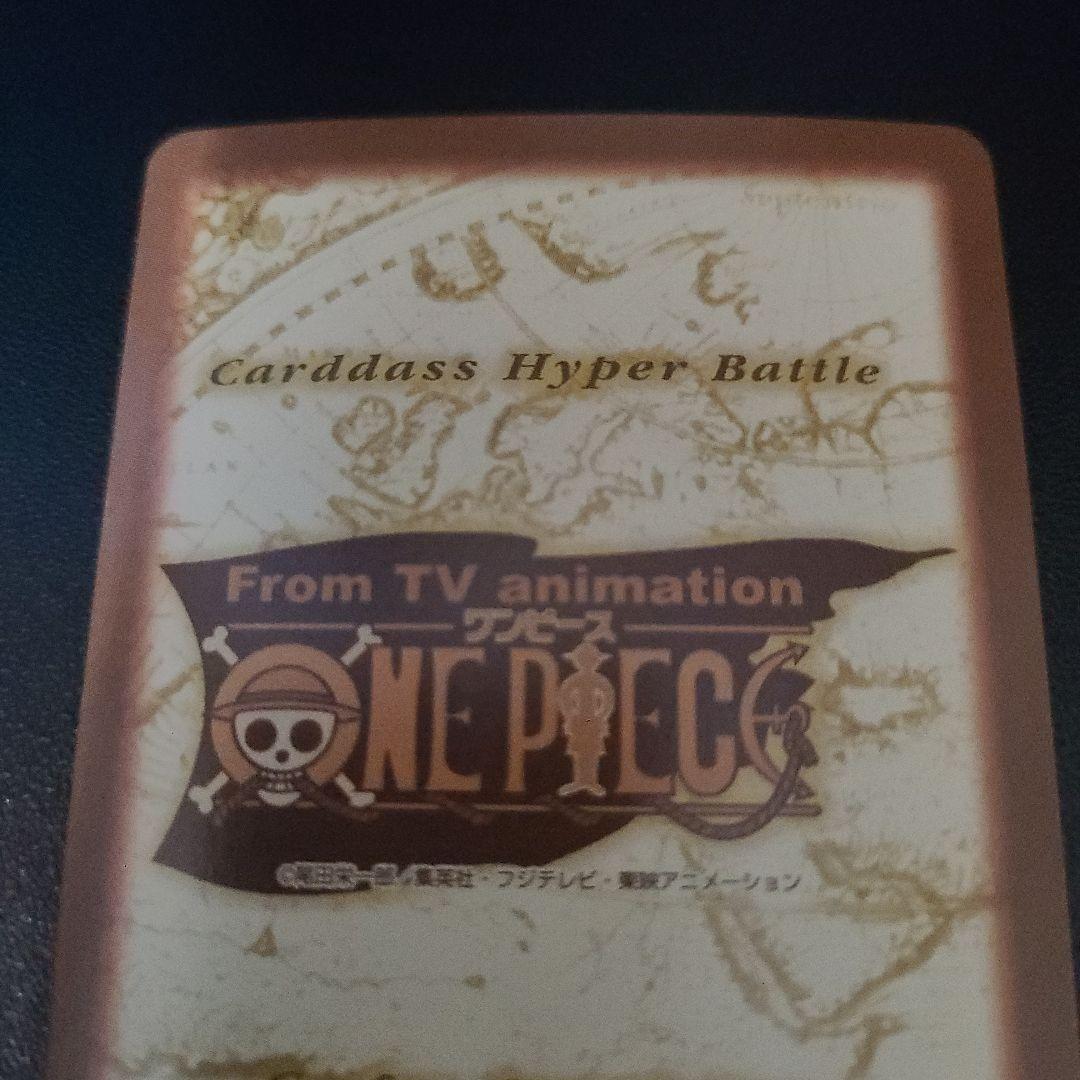 Carddass Hyper Battle
From TV animation
ワンピース
ONE PIECE
©尾田栄一郎/集英社・フジテレビ・東映アニメーション